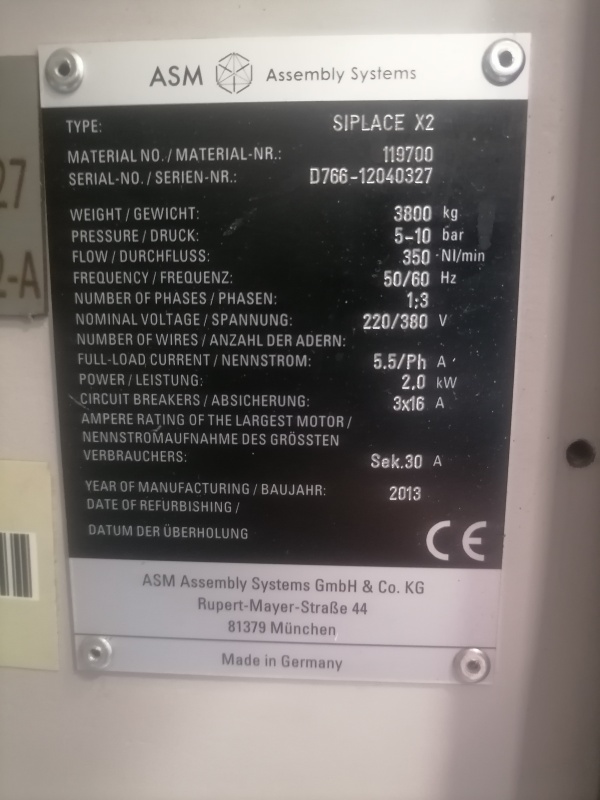 ASM Assembly Systems
TYPE: SIPLACE X2
MATERIAL NO. / MATERIAL-NR.: 119700
SERIAL-NO. / SERIEN-NR.: D766-12040327
WEIGHT / GEWICHT: 3800 kg
PRESSURE / DRUCK: 5-10 bar
FLOW / DURCHFLUSS: 350 Nl/min
FREQUENCY / FREQUENZ: 50/60 Hz
NUMBER OF PHASES / PHASEN: 1;3
NOMINAL VOLTAGE / SPANNUNG: 220/380 V
NUMBER OF WIRES / ANZAHL DER ADERN:
FULL-LOAD CURRENT / NENNSTROM: 5.5/Ph A
POWER / LEISTUNG: 2,0 kW
CIRCUIT BREAKERS / ABSICHERUNG: 3x16 A
AMPERE RATING OF THE LARGEST MOTOR /
NENNSTROMAUFNAHME DES GRÖSSTEN
VERBRAUCHERS: Sek.30 A
YEAR OF MANUFACTURING / BAUJAHR: 2013
DATE OF REFURBISHING /
DATUM DER ÜBERHOLUNG
CE
ASM Assembly Systems GmbH & Co. KG
Rupert-Mayer-Straße 44
81379 München
Made in Germany
27
2-A